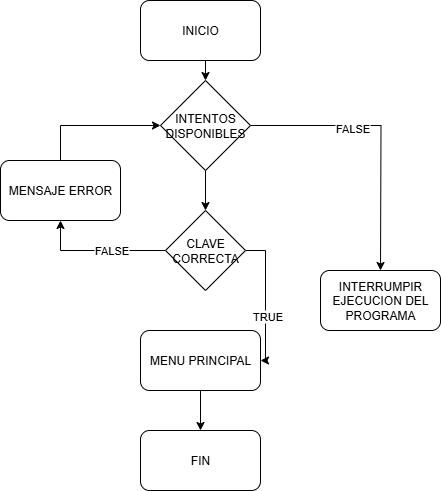 INICIO
INTENTOS
DISPONIBLES
FALSE
MENSAJE ERROR
CLAVE
CORRECTA
FALSE
INTERRUMPIR
EJECUCION DEL
PROGRAMA
TRUE
MENU PRINCIPAL
FIN